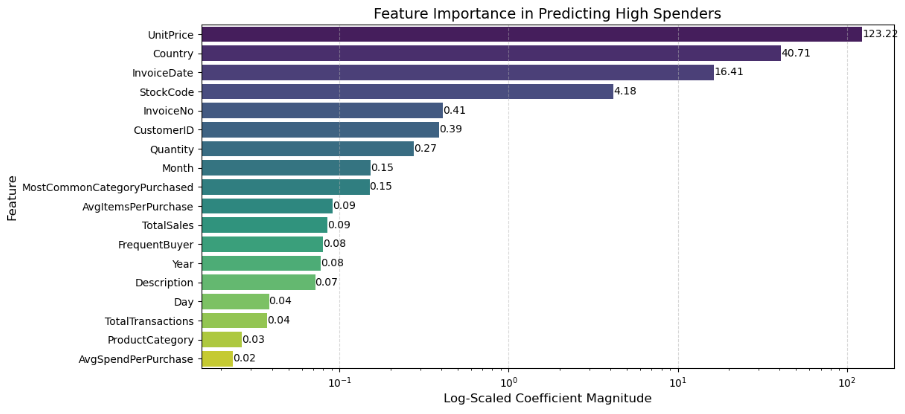 Feature Importance in Predicting High Spenders
Feature
UnitPrice 123.22
Country 40.71
InvoiceDate 16.41
StockCode 4.18
InvoiceNo 0.41
CustomerID 0.39
Quantity 0.27
Month 0.15
MostCommonCategoryPurchased 0.15
AvgItemsPerPurchase 0.09
TotalSales 0.09
FrequentBuyer 0.08
Year 0.08
Description 0.07
Day 0.04
TotalTransactions 0.04
ProductCategory 0.03
AvgSpendPerPurchase 0.02
10⁻¹ 10⁰ 10¹ 10²
Log-Scaled Coefficient Magnitude